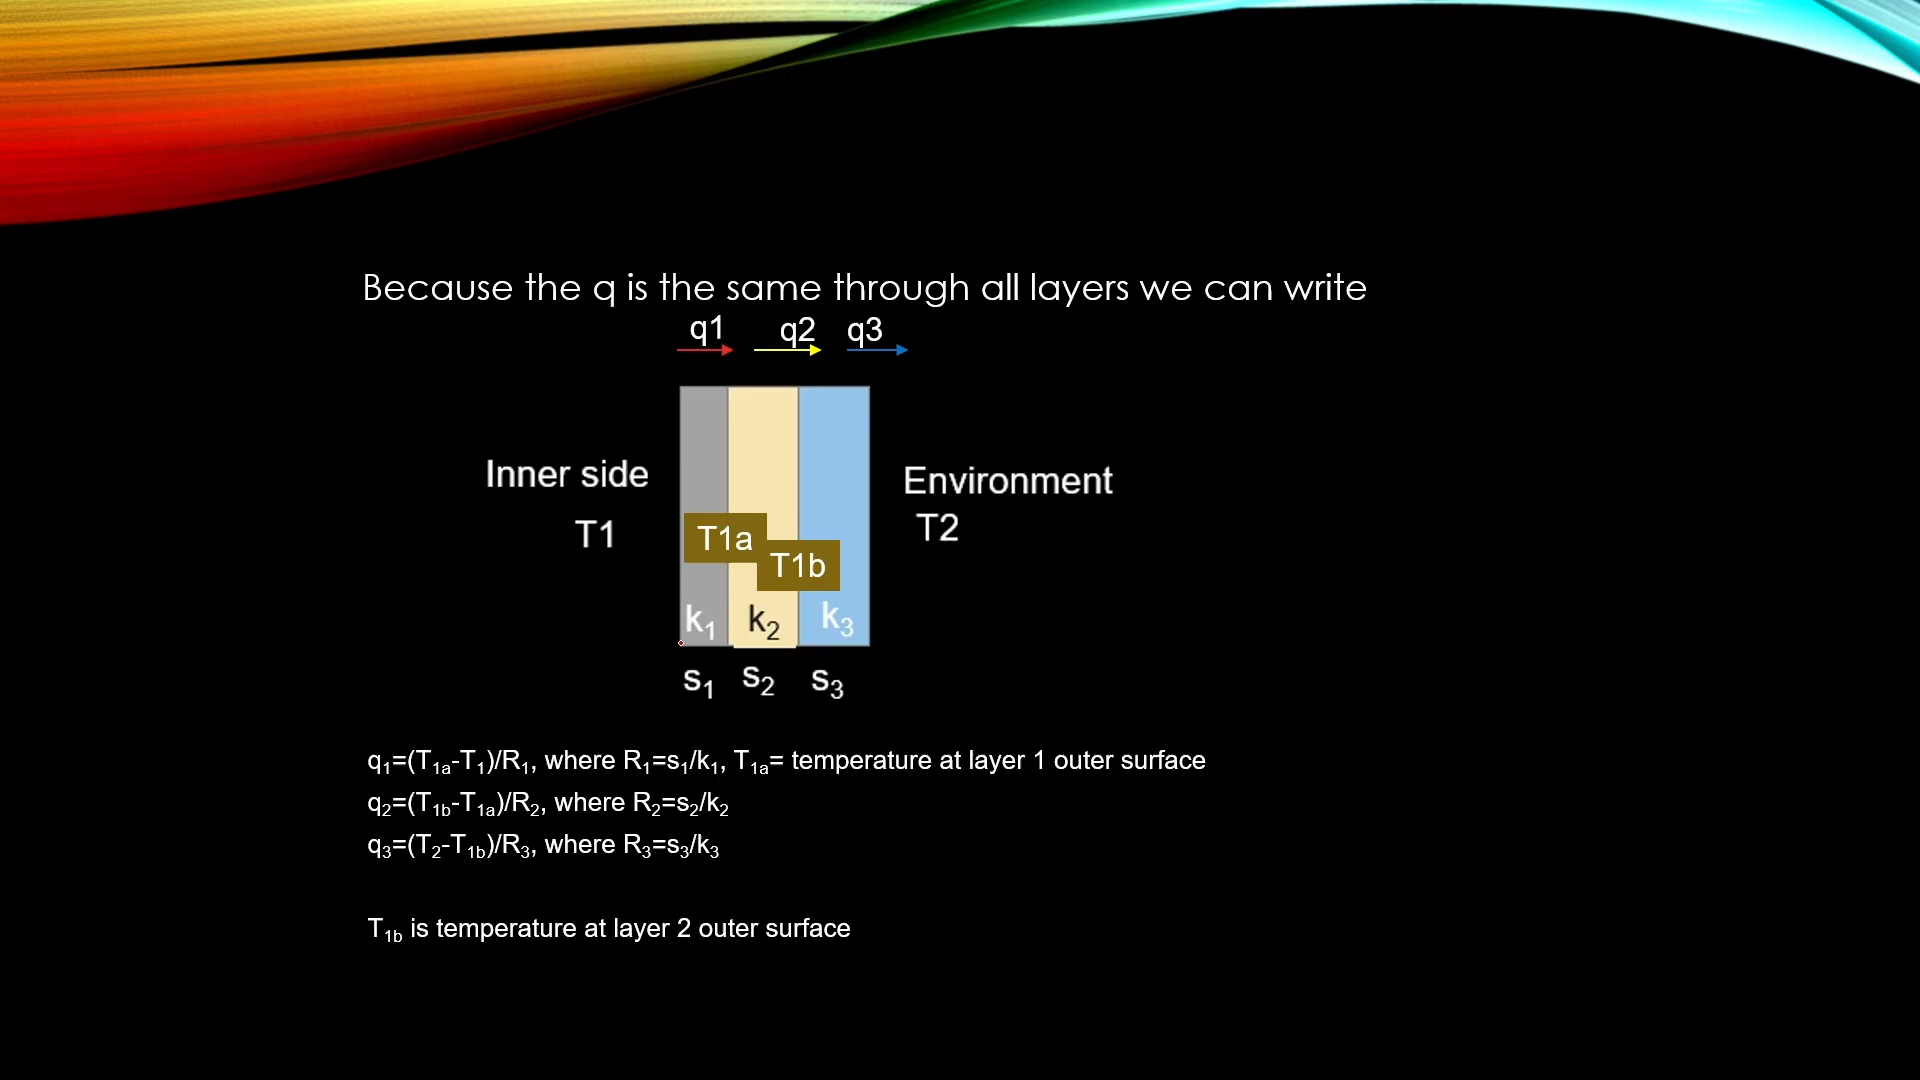 Because the q is the same through all layers we can write
q1 q2 q3
Inner side
Environment
T1
T2
T1a
T1b
k₁ k₂ k₃
s₁ s₂ s₃
q₁=(T₁ₐ-T₁)/R₁, where R₁=s₁/k₁, T₁ₐ= temperature at layer 1 outer surface
q₂=(T₁b-T₁ₐ)/R₂, where R₂=s₂/k₂
q₃=(T₂-T₁b)/R₃, where R₃=s₃/k₃
T₁b is temperature at layer 2 outer surface